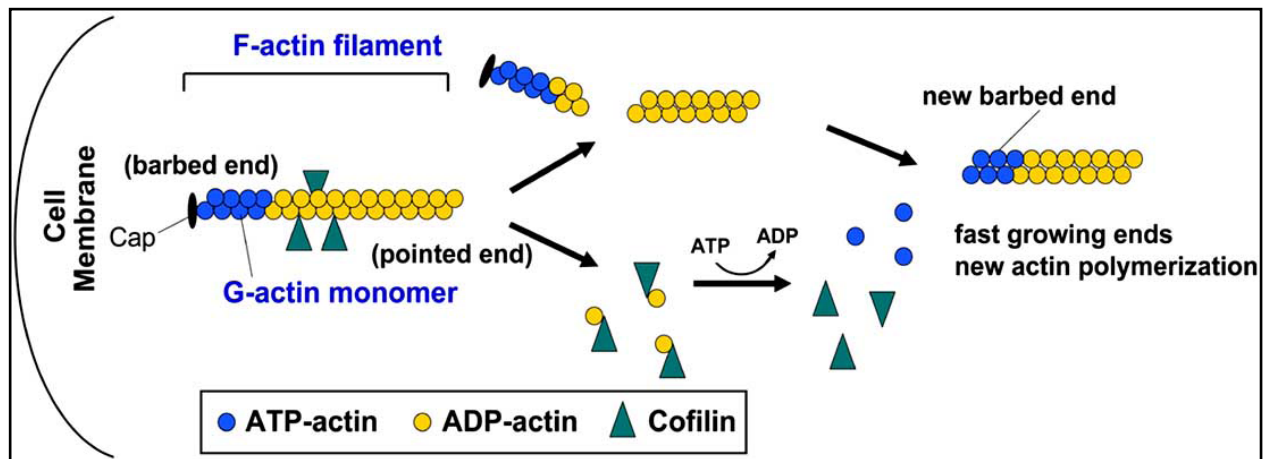 F-actin filament
new barbed end
(barbed end)
Cell
Membrane
Cap
(pointed end)
G-actin monomer
ATP
ADP
fast growing ends
new actin polymerization
ATP-actin
ADP-actin
Cofilin